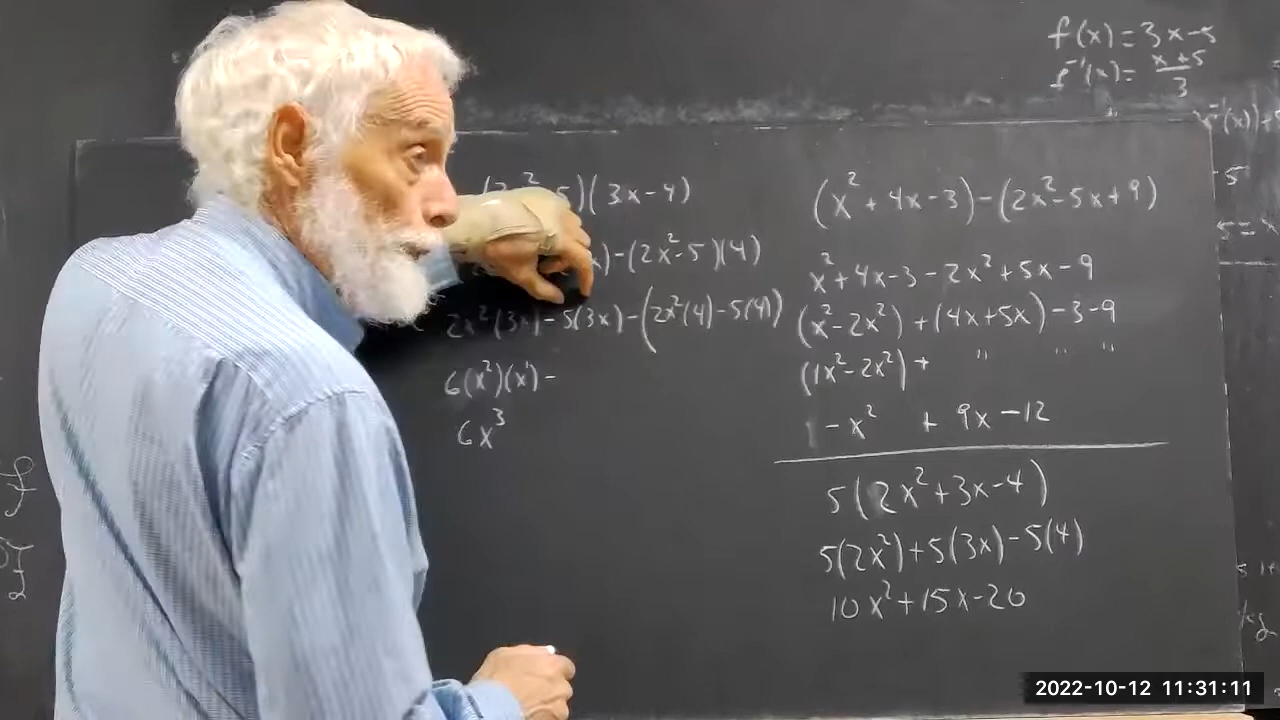 f(x) = 3x-5
f⁻¹(x) = (x+5)/3
5)(3x-4)
)-(2x²-5)(4)
2x²(3x)-5(3x)-(2x²(4)-5(4))
6(x²)(x¹)-
6x³
(x²+4x-3)-(2x²-5x+9)
x²+4x-3-2x²+5x-9
(x²-2x²)+(4x+5x)-3-9
(1x²-2x²)+ " " "
-x² + 9x-12
5(2x²+3x-4)
5(2x²)+5(3x)-5(4)
10x²+15x-20
2022-10-12 11:31:11